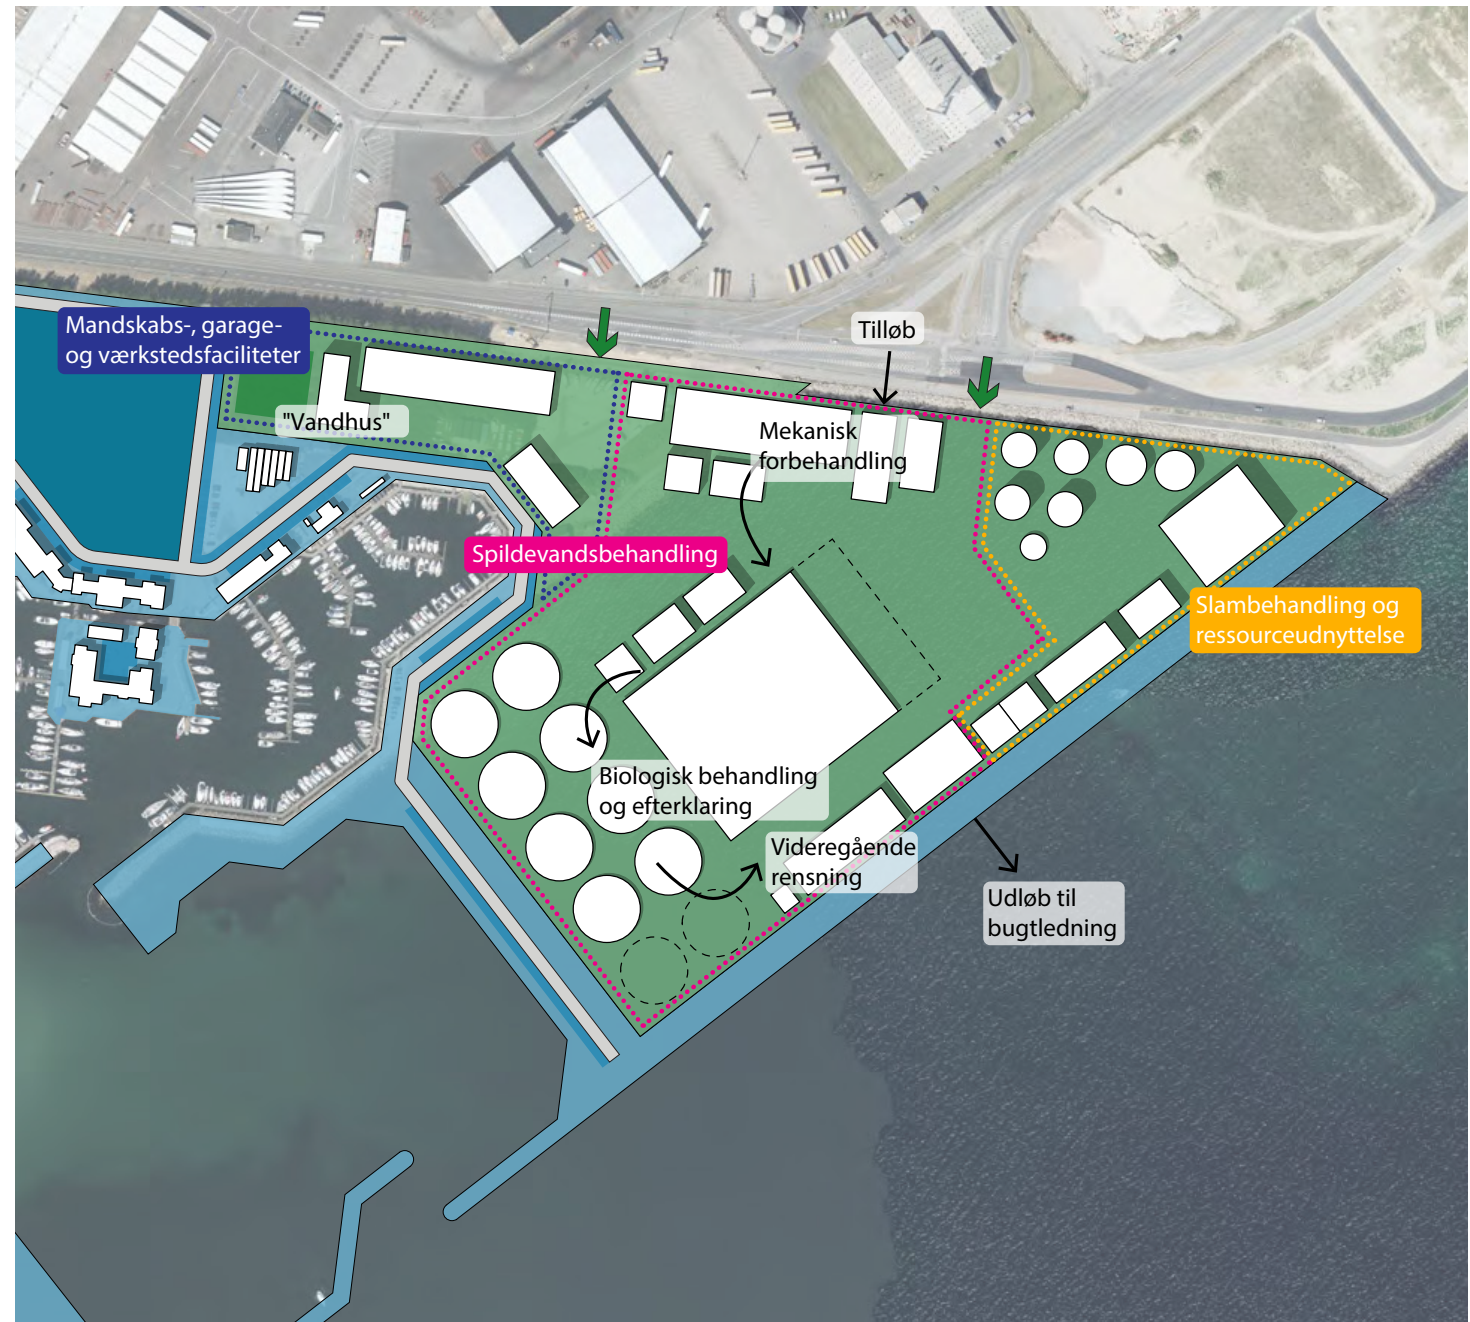 Mandskabs-, garage-
og værkstedsfaciliteter
Tilløb
"Vandhus"
Mekanisk
forbehandling
Spildevandsbehandling
Slambehandling og
ressourceudnyttelse
Biologisk behandling
og efterklaring
Videregående
rensning
Udløb til
bugtledning